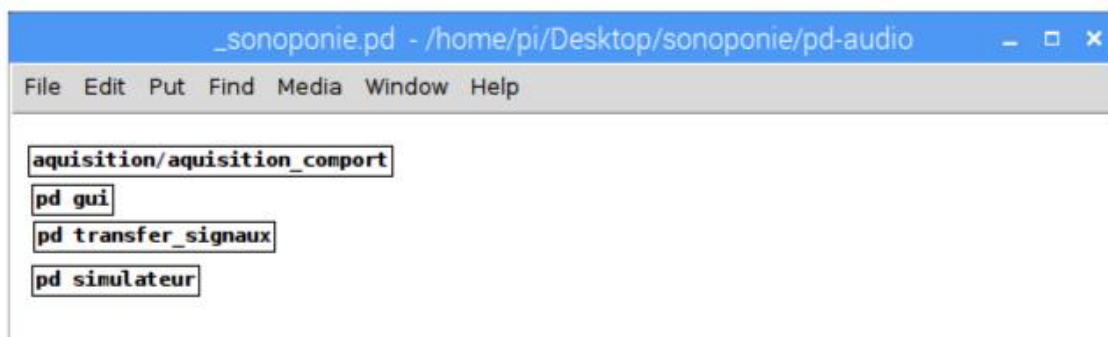 _sonoponie.pd - /home/pi/Desktop/sonoponie/pd-audio
File Edit Put Find Media Window Help
aquisition/aquisition_comport
pd gui
pd transfer_signaux
pd simulateur